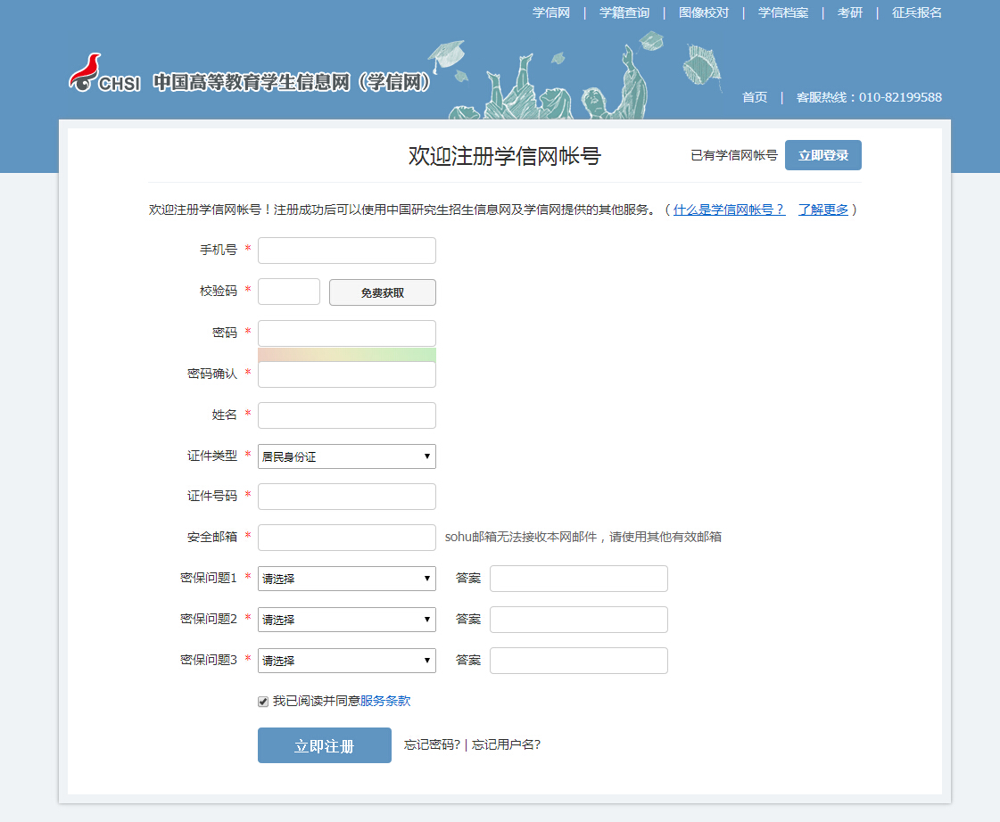 学信网 | 学籍查询 | 图像校对 | 学信档案 | 考研 | 征兵报名
CHSI 中国高等教育学生信息网（学信网）
首页 | 客服热线：010-82199588
欢迎注册学信网帐号
已有学信网帐号 立即登录
欢迎注册学信网帐号！注册成功后可以使用中国研究生招生信息网及学信网提供的其他服务。（什么是学信网帐号？ 了解更多）
手机号 *
校验码 * 免费获取
密码 *
密码确认 *
姓名 *
证件类型 * 居民身份证
证件号码 *
安全邮箱 * sohu邮箱无法接收本网邮件，请使用其他有效邮箱
密保问题1 * 请选择 答案
密保问题2 * 请选择 答案
密保问题3 * 请选择 答案
我已阅读并同意服务条款
立即注册 忘记密码? | 忘记用户名?